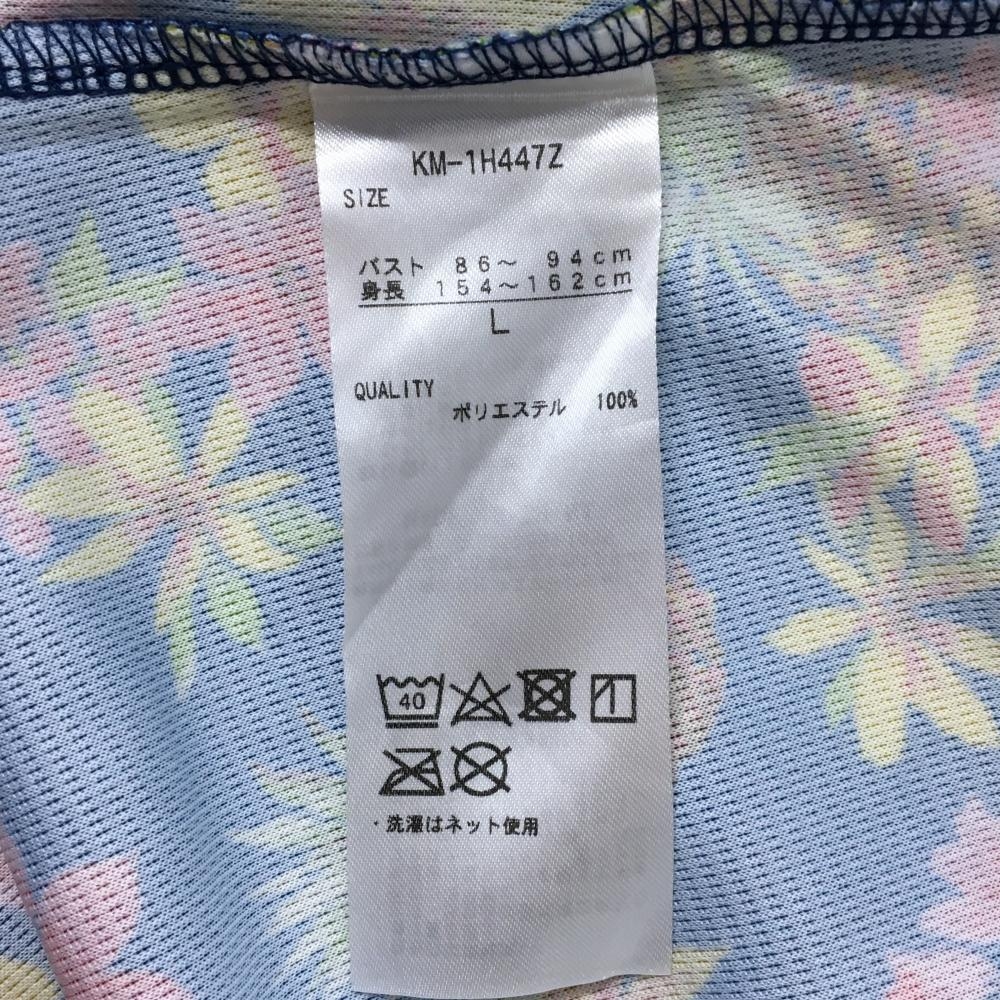 KM-1H447Z
SIZE
バスト 86～ 94cm
身長 154～162cm
L
QUALITY
ポリエステル 100%
40
・洗濯はネット使用